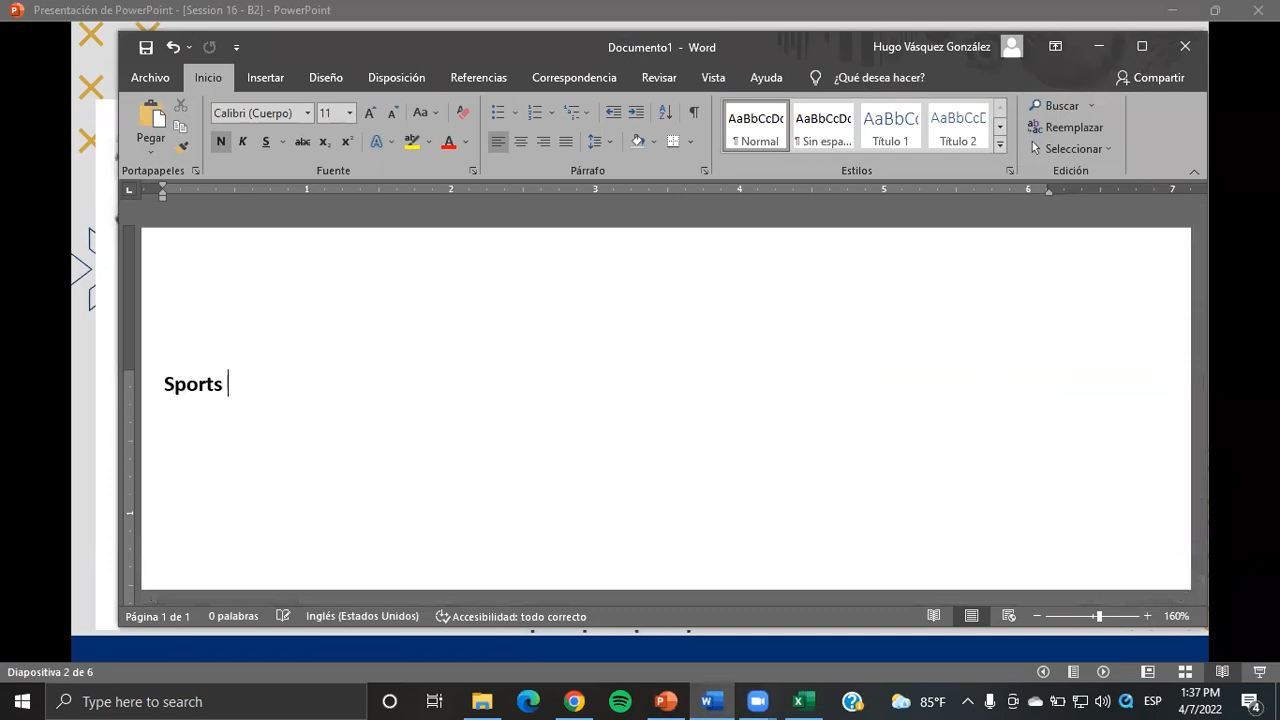 Presentación de PowerPoint - [Session 16 - B2] - PowerPoint
Documento1 - Word
Hugo Vásquez González
Archivo Inicio Insertar Diseño Disposición Referencias Correspondencia Revisar Vista Ayuda ¿Qué desea hacer? Compartir
Pegar
Calibri (Cuerpo) 11
N K S abc x₂ x²
AaBbCcDc AaBbCcDc AaBbCc AaBbCcD
¶ Normal ¶ Sin espa... Título 1 Título 2
Buscar
Reemplazar
Seleccionar
Portapapeles Fuente Párrafo Estilos Edición
1 2 3 4 5 6 7
Sports
1
Página 1 de 1 0 palabras Inglés (Estados Unidos) Accesibilidad: todo correcto 160%
Diapositiva 2 de 6
Type here to search
85°F ESP
1:37 PM
4/7/2022
4